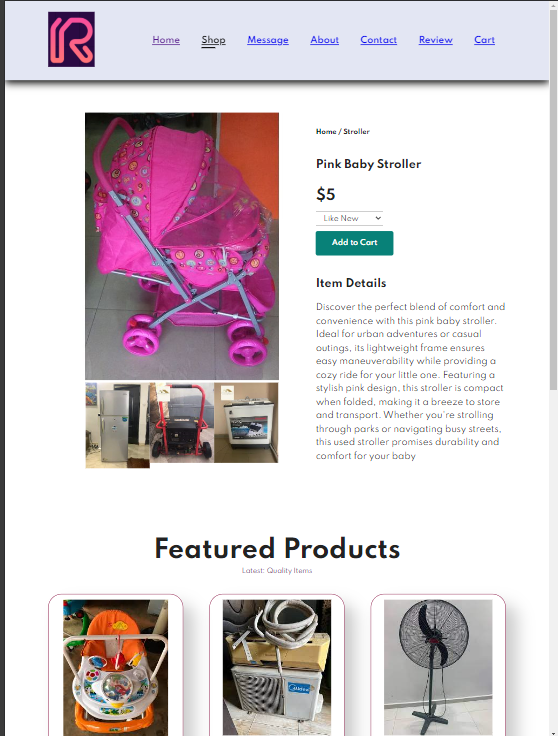 R
Home Shop Message About Contact Review Cart
Home / Stroller
Pink Baby Stroller
$5
Like New
Add to Cart
Item Details
Discover the perfect blend of comfort and
convenience with this pink baby stroller.
Ideal for urban adventures or casual
outings, its lightweight frame ensures
easy maneuverability while providing a
cozy ride for your little one. Featuring a
stylish pink design, this stroller is compact
when folded, making it a breeze to store
and transport. Whether you're strolling
through parks or navigating busy streets,
this used stroller promises durability and
comfort for your baby
Featured Products
Latest: Quality Items
Midea